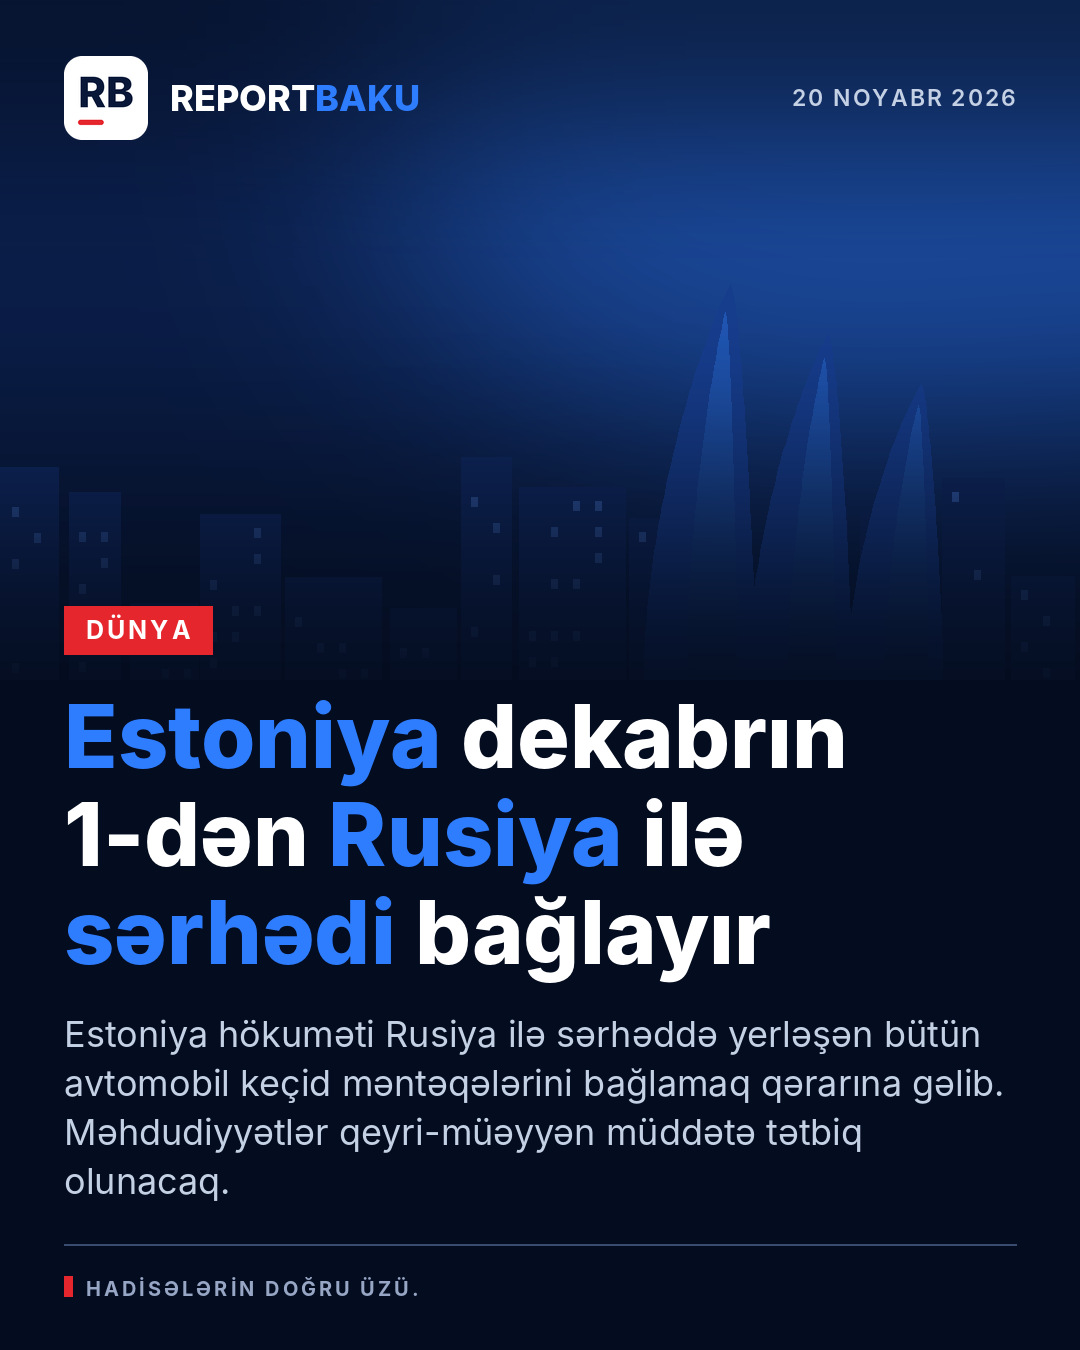 RB
REPORTBAKU
20 NOYABR 2026
DÜNYA
Estoniya dekabrın
1-dən Rusiya ilə
sərhədi bağlayır
Estoniya hökuməti Rusiya ilə sərhəddə yerləşən bütün
avtomobil keçid məntəqələrini bağlamaq qərarına gəlib.
Məhdudiyyətlər qeyri-müəyyən müddətə tətbiq
olunacaq.
HADİSƏLƏRİN DOĞRU ÜZÜ.